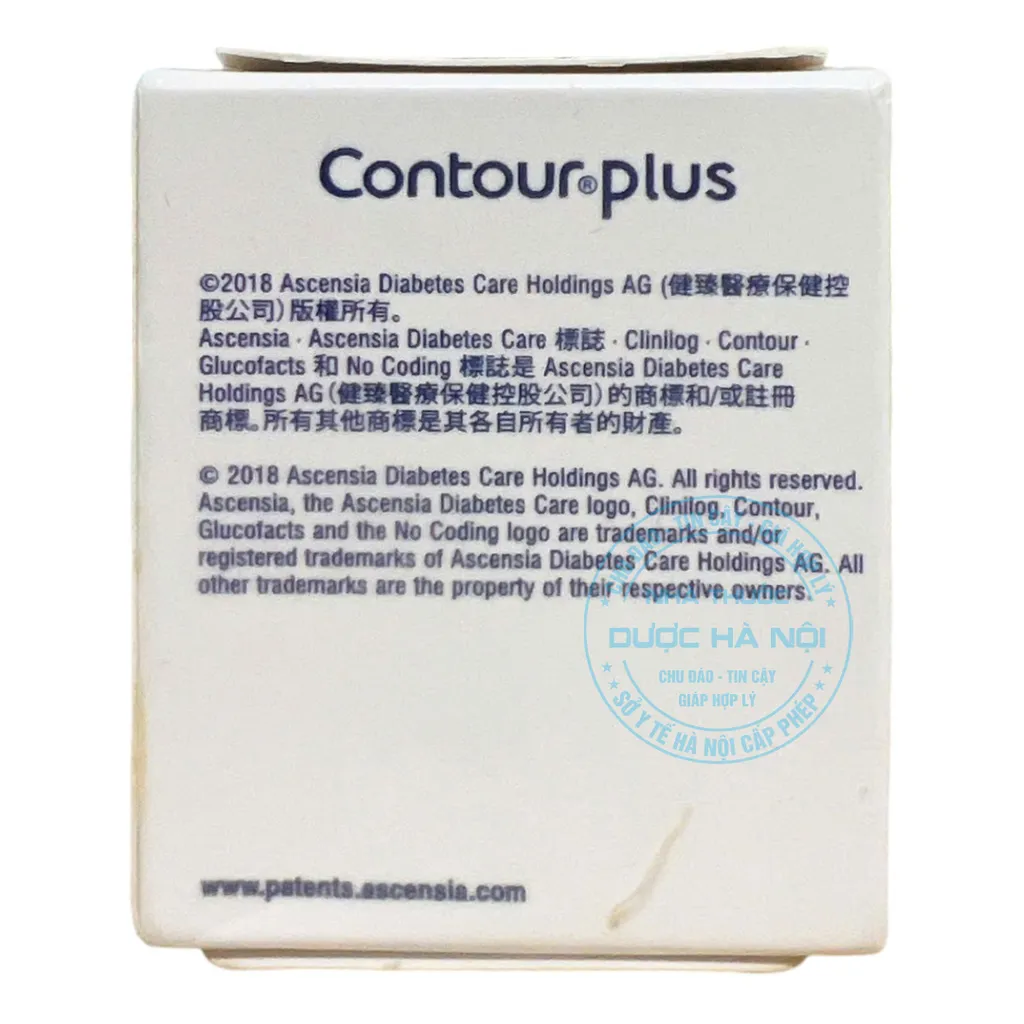 Contour®plus
©2018 Ascensia Diabetes Care Holdings AG (健臻醫療保健控
股公司)版權所有。
Ascensia · Ascensia Diabetes Care 標誌 · Clinilog · Contour ·
Glucofacts 和 No Coding 標誌是 Ascensia Diabetes Care
Holdings AG (健臻醫療保健控股公司) 的商標和/或註冊
商標。所有其他商標是其各自所有者的財產。
© 2018 Ascensia Diabetes Care Holdings AG. All rights reserved.
Ascensia, the Ascensia Diabetes Care logo, Clinilog, Contour,
Glucofacts and the No Coding logo are trademarks and/or
registered trademarks of Ascensia Diabetes Care Holdings AG. All
other trademarks are the property of their respective owners.
TIN CẬY
HỢP LÝ
NHÀ THUỐC
DƯỢC HÀ NỘI
CHU ĐÁO - TIN CẬY
GIÁP HỢP LÝ
SỞ Y TẾ HÀ NỘI CẤP PHÉP
www.patents.ascensia.com